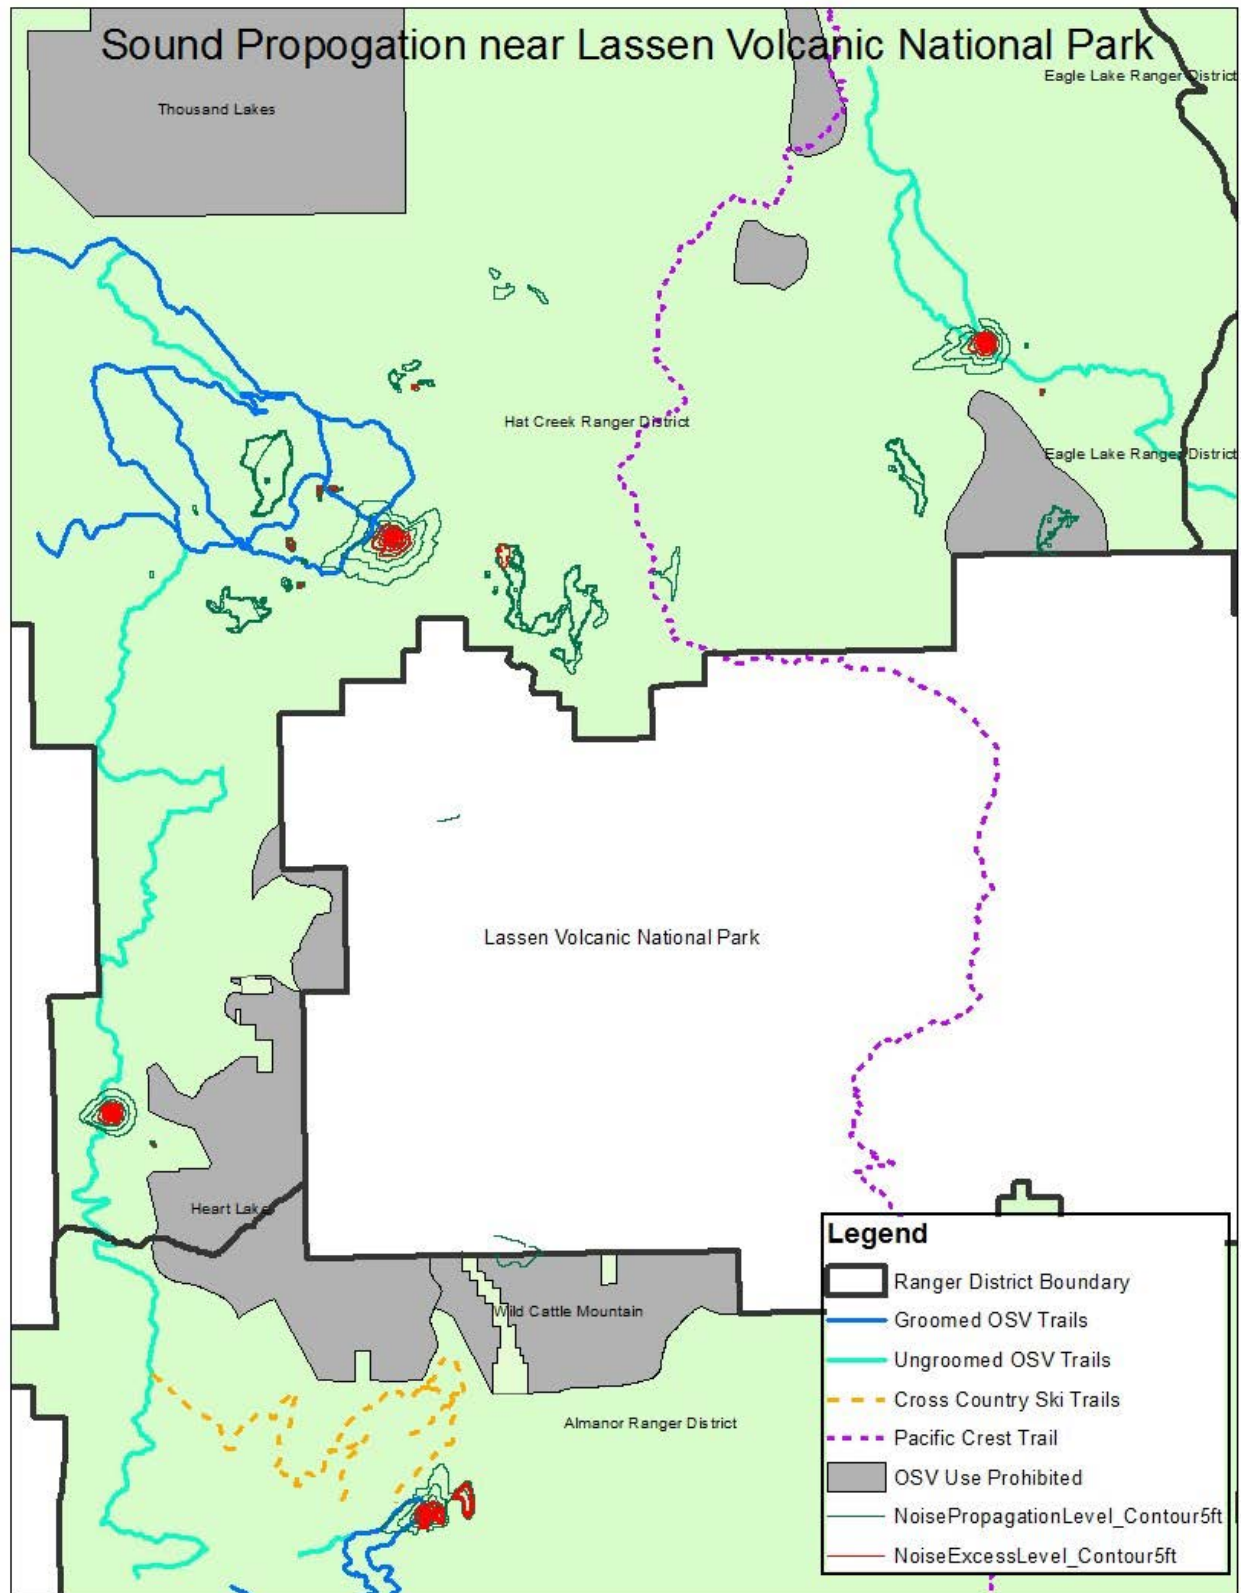 Sound Propogation near Lassen Volcanic National Park
Eagle Lake Ranger District
Thousand Lakes
Hat Creek Ranger District
Eagle Lake Ranger District
Lassen Volcanic National Park
Heart Lake
Wild Cattle Mountain
Almanor Ranger District
Legend
Ranger District Boundary
Groomed OSV Trails
Ungroomed OSV Trails
Cross Country Ski Trails
Pacific Crest Trail
OSV Use Prohibited
NoisePropagationLevel_Contour5ft
NoiseExcessLevel_Contour5ft